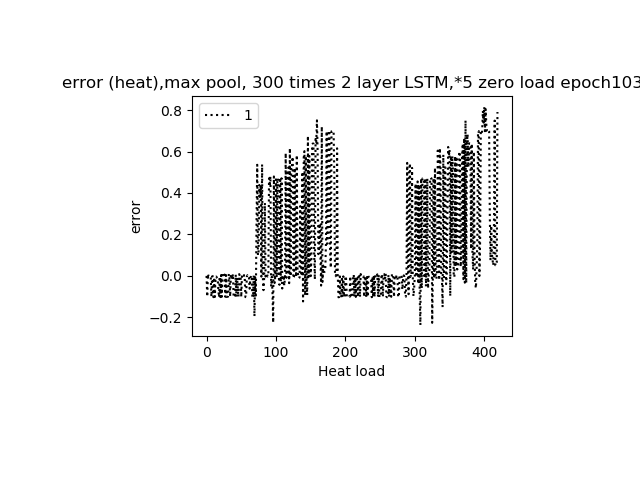 error (heat),max pool, 300 times 2 layer LSTM,*5 zero load epoch103
1
error
0.8
0.6
0.4
0.2
0.0
−0.2
0 100 200 300 400
Heat load